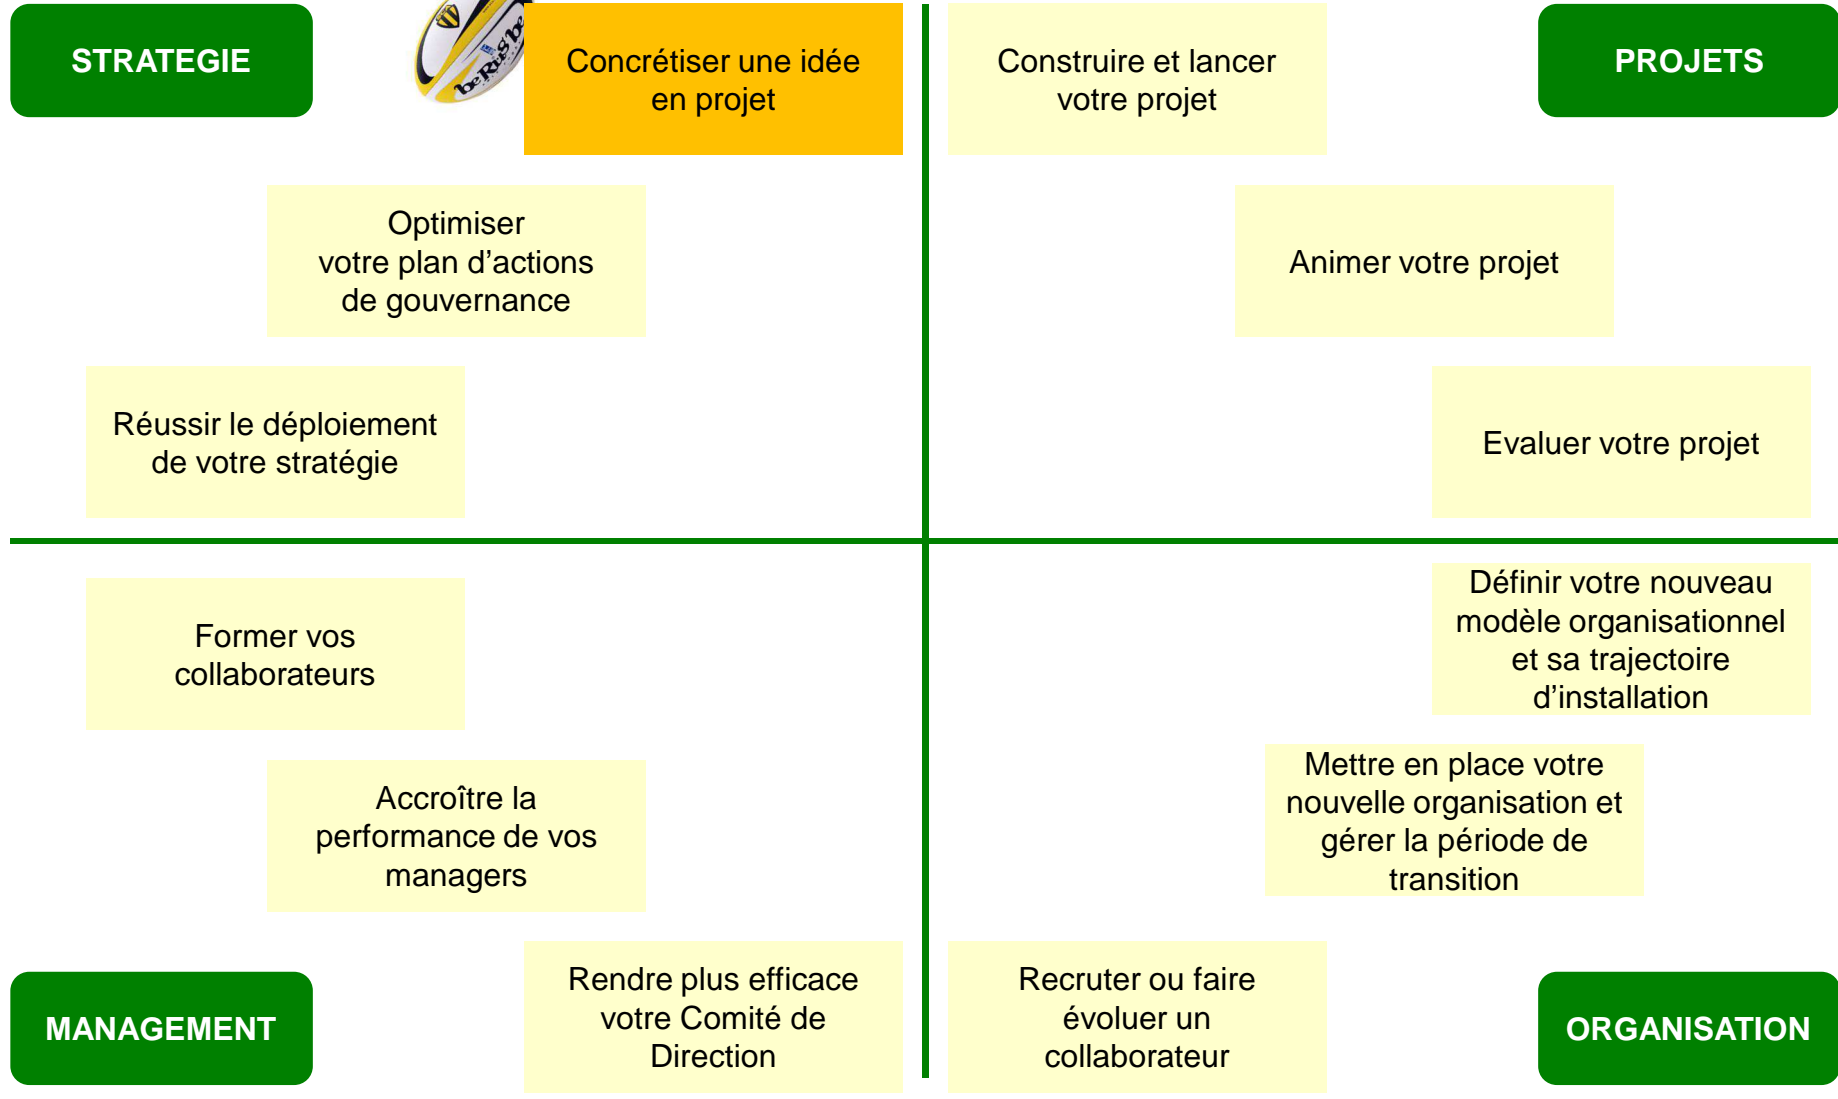 STRATEGIE
beRugbe
Concrétiser une idée
en projet
Construire et lancer
votre projet
PROJETS
Optimiser
votre plan d’actions
de gouvernance
Animer votre projet
Réussir le déploiement
de votre stratégie
Evaluer votre projet
Former vos
collaborateurs
Définir votre nouveau
modèle organisationnel
et sa trajectoire
d’installation
Accroître la
performance de vos
managers
Mettre en place votre
nouvelle organisation et
gérer la période de
transition
MANAGEMENT
Rendre plus efficace
votre Comité de
Direction
Recruter ou faire
évoluer un
collaborateur
ORGANISATION